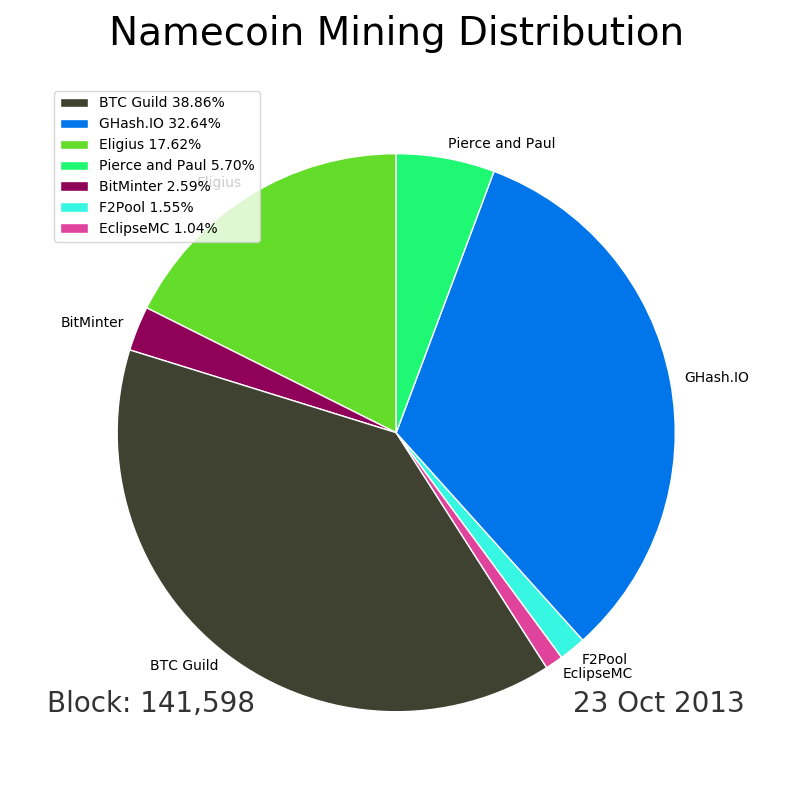 Namecoin Mining Distribution
BTC Guild 38.86%
GHash.IO 32.64%
Eligius 17.62%
Pierce and Paul 5.70%
BitMinter 2.59%
F2Pool 1.55%
EclipseMC 1.04%
Pierce and Paul
Eligius
BitMinter
GHash.IO
BTC Guild
F2Pool
EclipseMC
Block: 141,598
23 Oct 2013